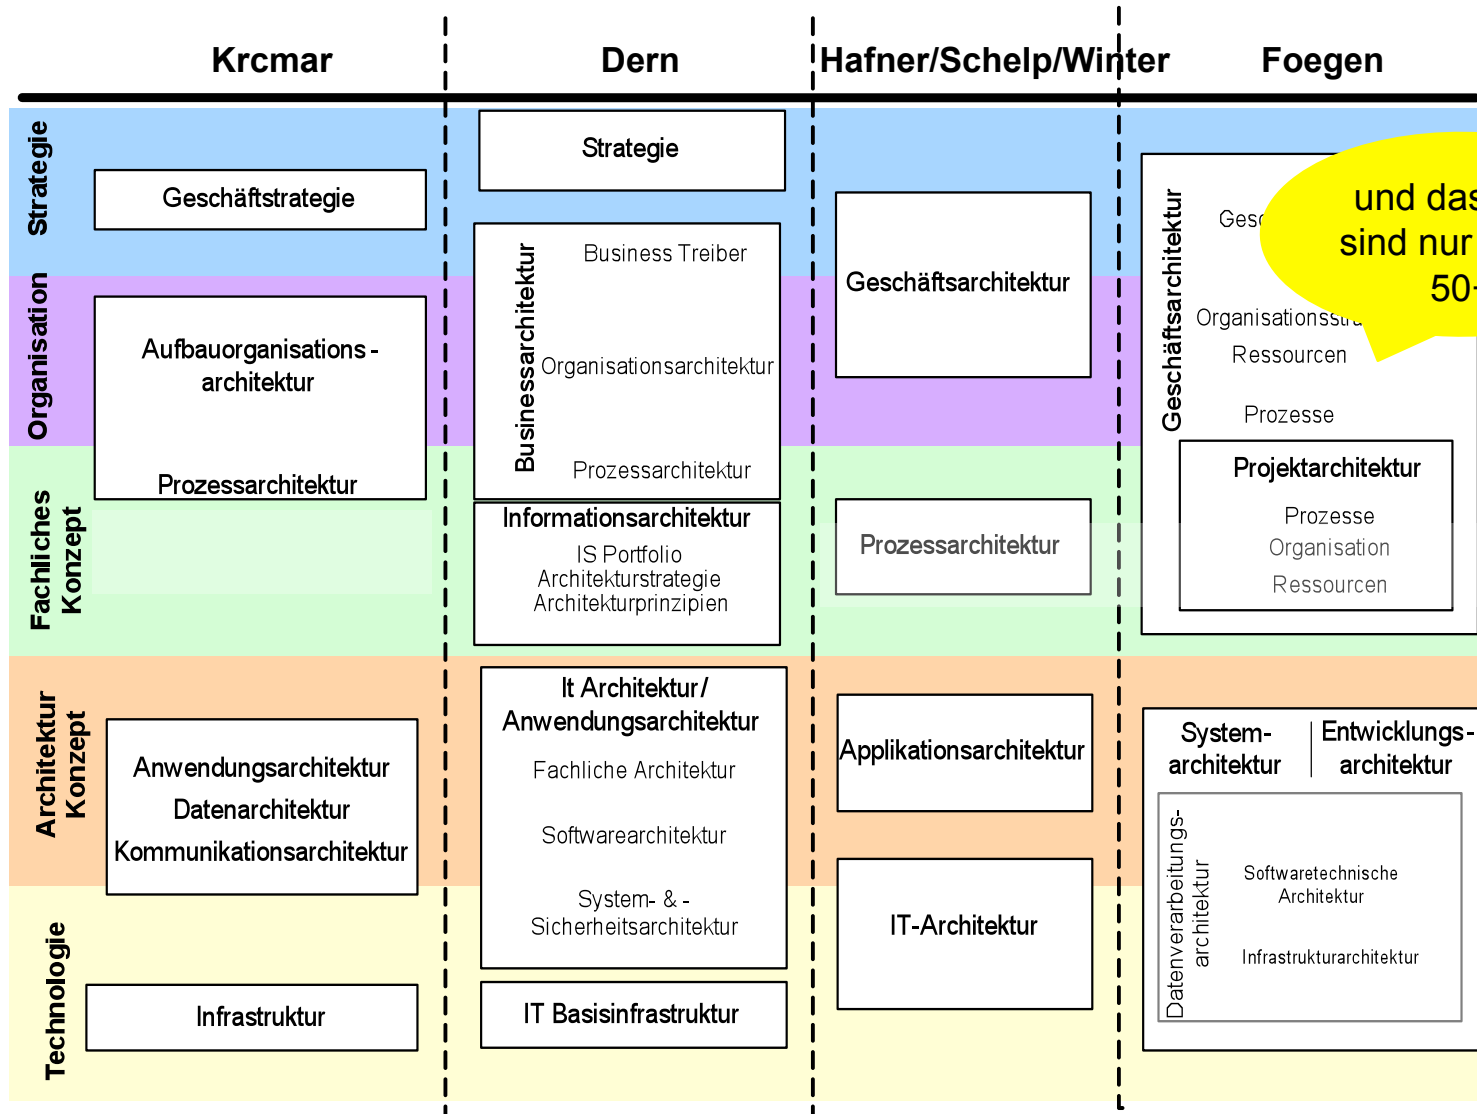 Krcmar
Dern
Hafner/Schelp/Winter
Foegen
Strategie
Organisation
Fachliches
Konzept
Architektur
Konzept
Technologie
Geschäftstrategie
Aufbauorganisations -
architektur
Prozessarchitektur
Anwendungsarchitektur
Datenarchitektur
Kommunikationsarchitektur
Infrastruktur
Strategie
Businessarchitektur
Business Treiber
Organisationsarchitektur
Prozessarchitektur
Informationsarchitektur
IS Portfolio
Architekturstrategie
Architekturprinzipien
It Architektur/
Anwendungsarchitektur
Fachliche Architektur
Softwarearchitektur
System- & -
Sicherheitsarchitektur
IT Basisinfrastruktur
Geschäftsarchitektur
Prozessarchitektur
Applikationsarchitektur
IT-Architektur
Geschäftsarchitektur
und das
sind nur
Ressourcen
Prozesse
Projektarchitektur
Prozesse
Organisation
Ressourcen
System-
architektur
Entwicklungs-
architektur
Datenverarbeitungs-
architektur
Softwaretechnische
Architektur
Infrastrukturarchitektur